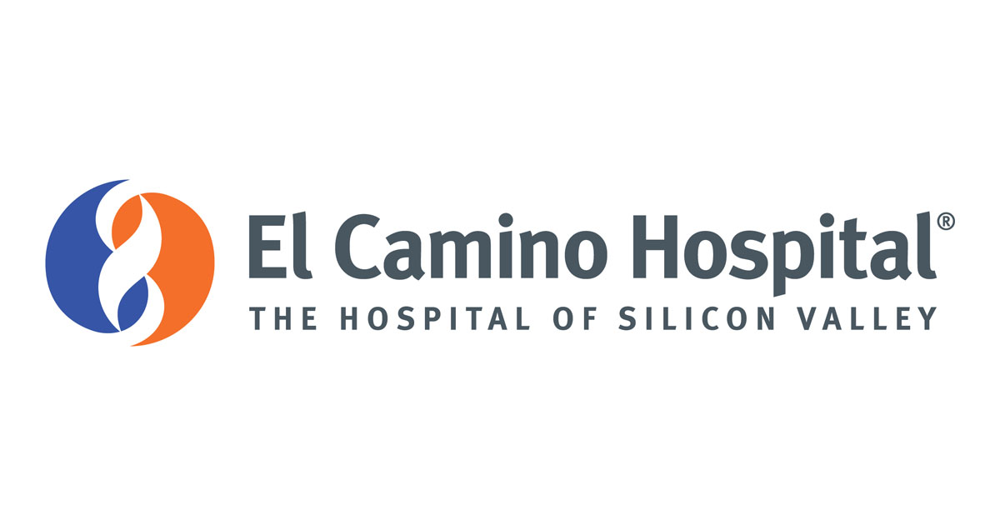 El Camino Hospital®
THE HOSPITAL OF SILICON VALLEY